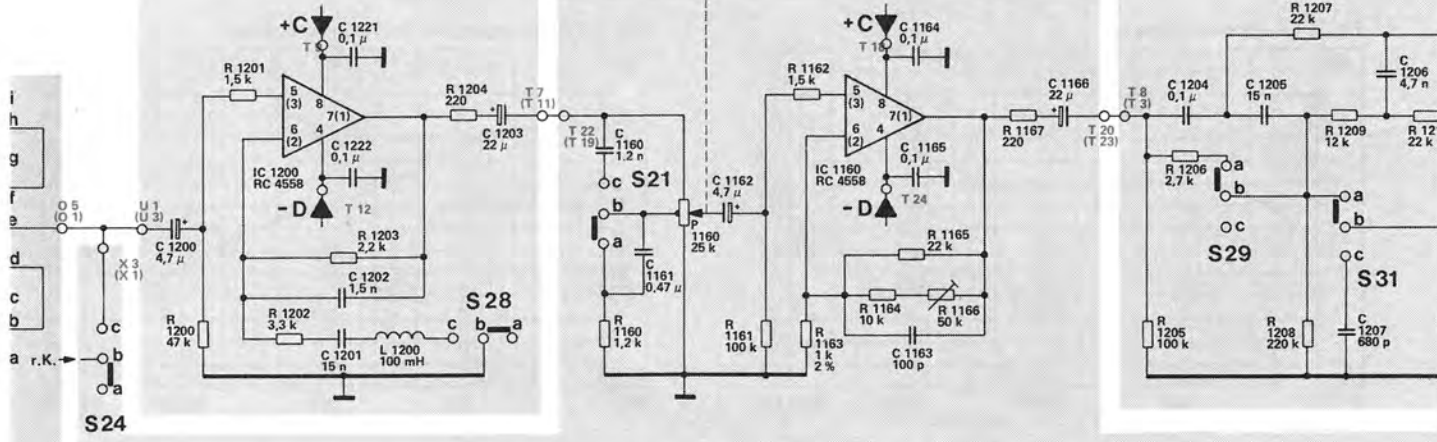 +C
C 1221
0,1 µ
T 9
R 1201
1,5 k
5
(3)
8
7(1)
6
(2)
4
R 1204
220
T 7
(T 11)
C 1203
22 µ
C 1222
0,1 µ
IC 1200
RC 4558
-D
T 12
i
h
g
f
e
d
c
b
a
r.K.
O 5
(O 1)
U 1
(U 3)
X 3
(X 1)
C 1200
4,7 µ
c
b
a
S24
R
1200
47 k
R 1203
2,2 k
C 1202
1,5 n
R 1202
3,3 k
C 1201
15 n
L 1200
100 mH
S28
c
b
a
T 22
(T 19)
C
1160
1,2 n
S21
c
b
a
C
1161
0,47 µ
R
1160
1,2 k
P
1160
25 k
C 1162
4,7 µ
+C
C 1164
0,1 µ
T 18
R 1162
1,5 k
5
(3)
8
7(1)
6
(2)
4
C 1165
0,1 µ
IC 1160
RC 4558
-D
T 24
R 1167
220
C 1166
22 µ
T 20
(T 23)
R
1161
100 k
R
1163
1 k
2 %
R 1165
22 k
R 1164
10 k
R 1166
50 k
C 1163
100 p
T 8
(T 3)
C 1204
0,1 µ
C 1205
15 n
R 1207
22 k
C
1206
4,7 n
R 1209
12 k
22 k
R 1206
2,7 k
a
b
c
S29
a
b
c
S31
R
1205
100 k
R
1208
220 k
C 1207
680 p